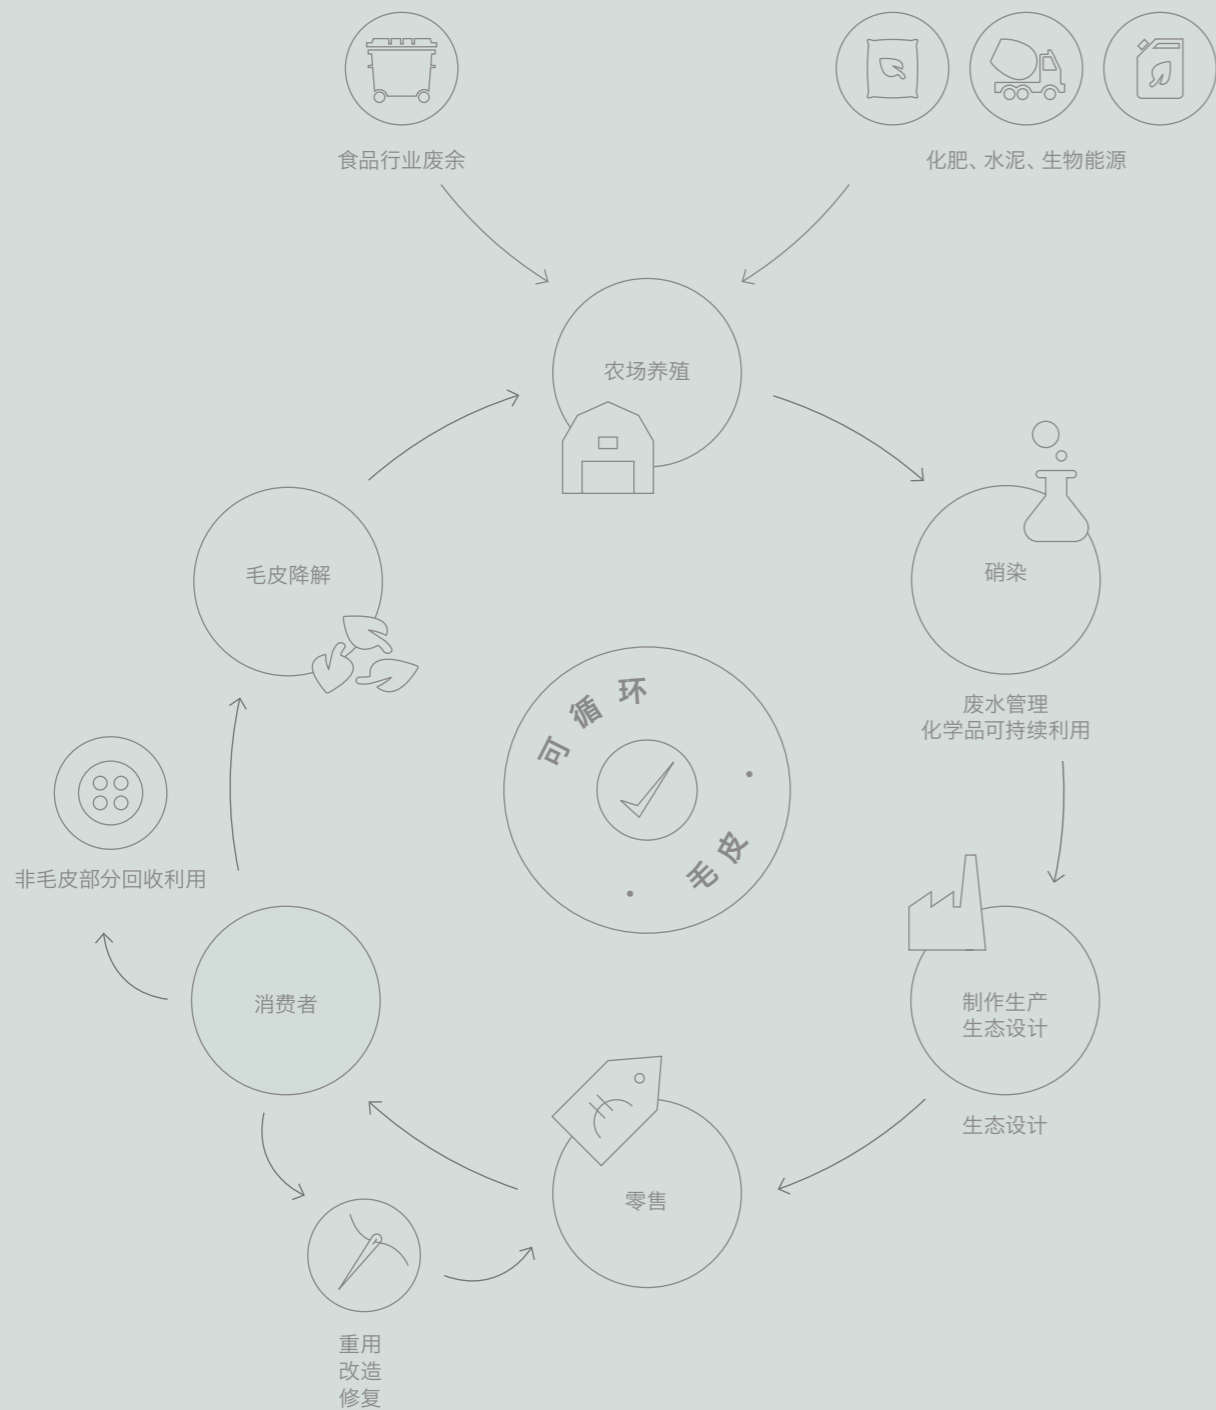 食品行业废余
化肥、水泥、生物能源
农场养殖
硝染
废水管理
化学品可持续利用
制作生产
生态设计
生态设计
零售
重用
改造
修复
消费者
非毛皮部分回收利用
毛皮降解
可循环
毛皮